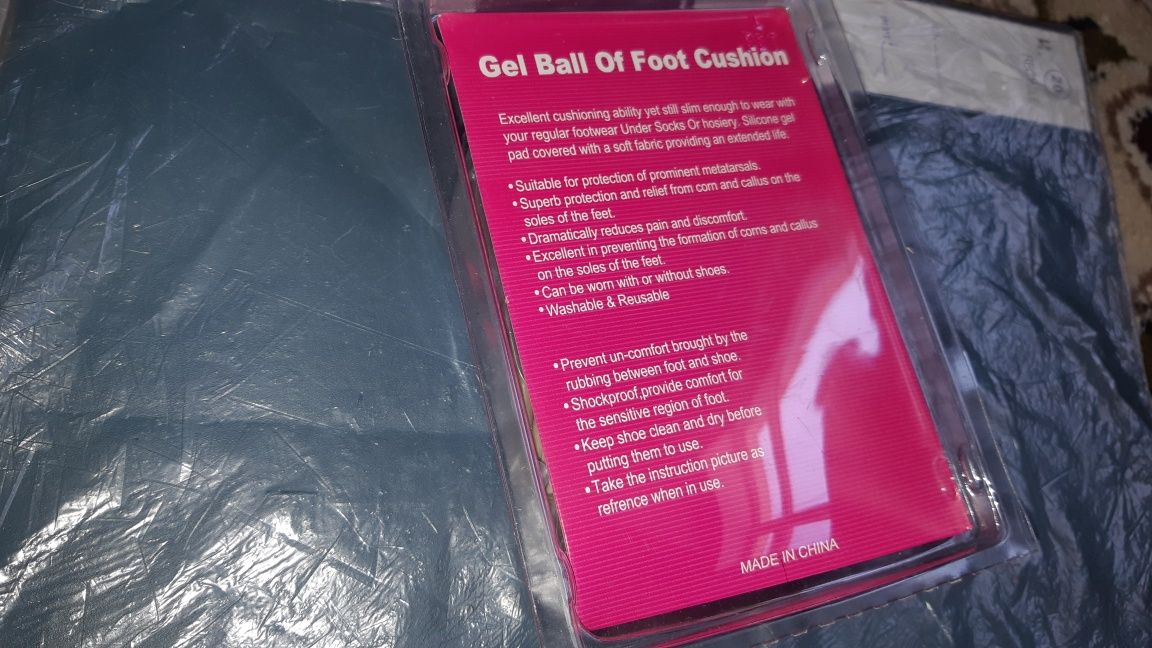 Gel Ball Of Foot Cushion
Excellent cushioning ability yet still slim enough to wear with
your regular footwear Under Socks Or hosiery. Silicone gel
pad covered with a soft fabric providing an extended life.
•Suitable for protection of prominent metatarsals.
•Superb protection and relief from corn and callus on the
soles of the feet.
•Dramatically reduces pain and discomfort.
•Excellent in preventing the formation of corns and callus
on the soles of the feet.
•Can be worn with or without shoes.
•Washable & Reusable
•Prevent un-comfort brought by the
rubbing between foot and shoe.
•Shockproof,provide comfort for
the sensitive region of foot.
•Keep shoe clean and dry before
putting them to use.
•Take the instruction picture as
refrence when in use.
MADE IN CHINA